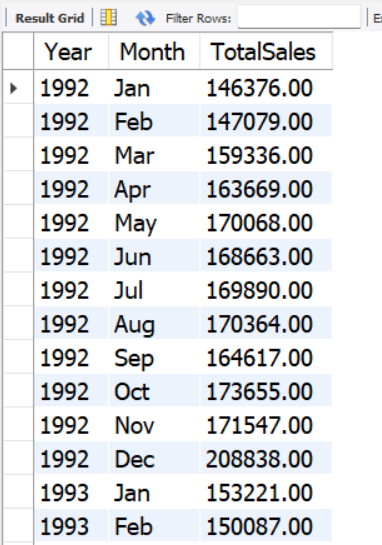 Result Grid Filter Rows: E
Year Month TotalSales
1992 Jan 146376.00
1992 Feb 147079.00
1992 Mar 159336.00
1992 Apr 163669.00
1992 May 170068.00
1992 Jun 168663.00
1992 Jul 169890.00
1992 Aug 170364.00
1992 Sep 164617.00
1992 Oct 173655.00
1992 Nov 171547.00
1992 Dec 208838.00
1993 Jan 153221.00
1993 Feb 150087.00